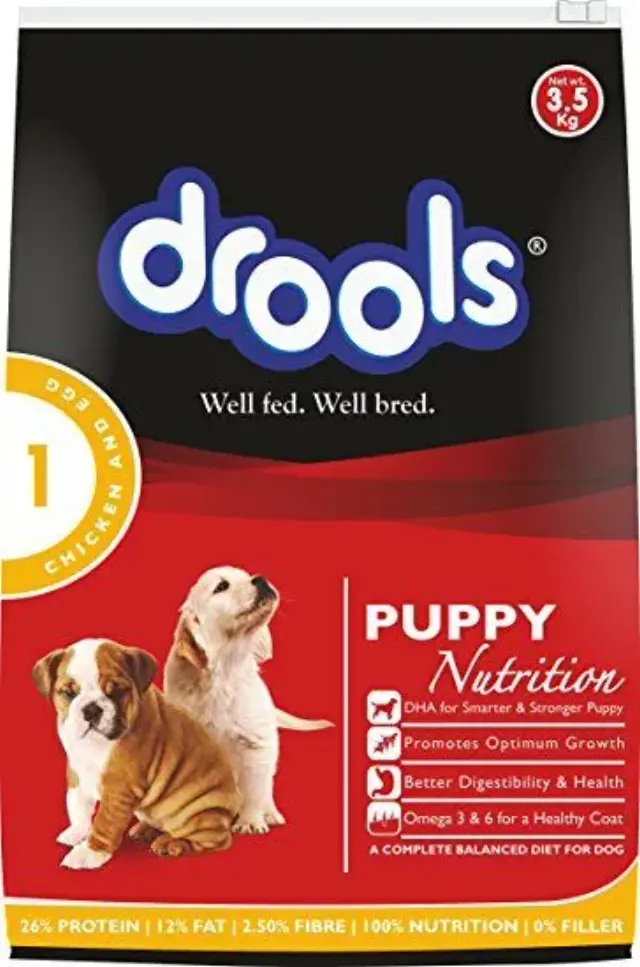 Net wt.
3.5
Kg
drools®
Well fed. Well bred.
1
CHICKEN AND EGG
PUPPY
Nutrition
DHA for Smarter & Stronger Puppy
Promotes Optimum Growth
Better Digestibility & Health
Omega 3 & 6 for a Healthy Coat
A COMPLETE BALANCED DIET FOR DOG
26% PROTEIN | 12% FAT | 2.50% FIBRE | 100% NUTRITION | 0% FILLER